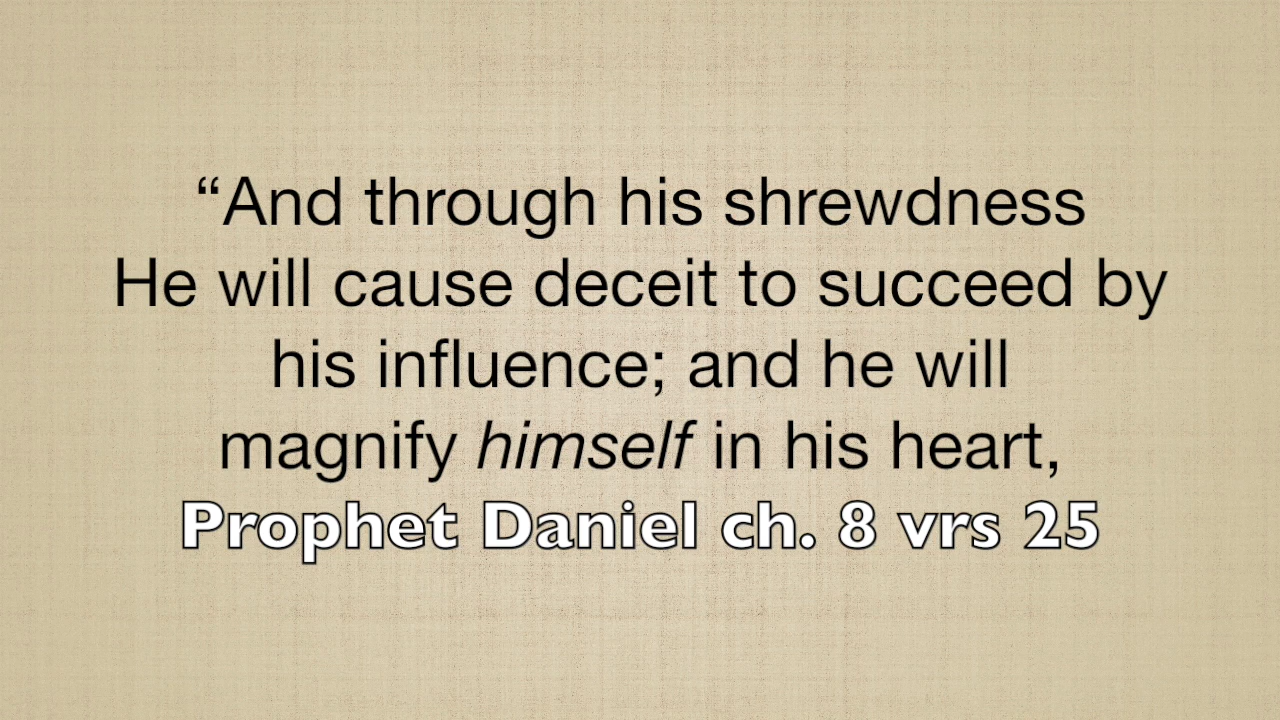 “And through his shrewdness
He will cause deceit to succeed by
his influence; and he will
magnify himself in his heart,
Prophet Daniel ch. 8 vrs 25